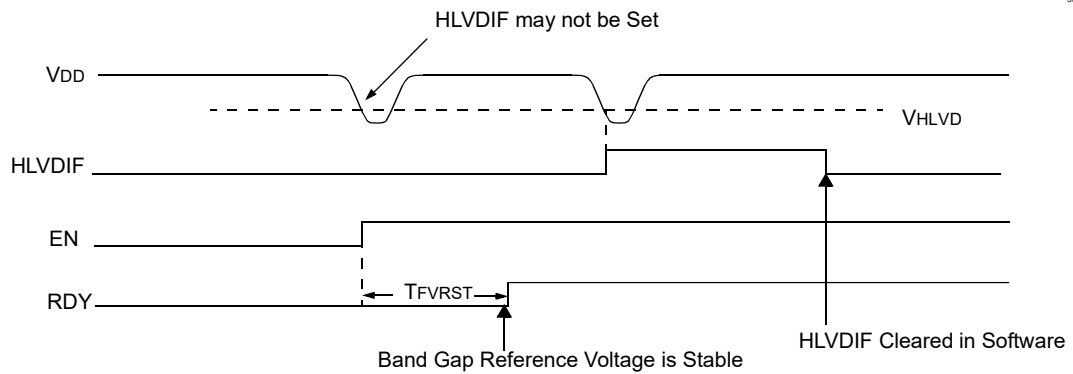 HLVDIF may not be Set
VDD
VHLVD
HLVDIF
EN
TFVRST
RDY
HLVDIF Cleared in Software
Band Gap Reference Voltage is Stable